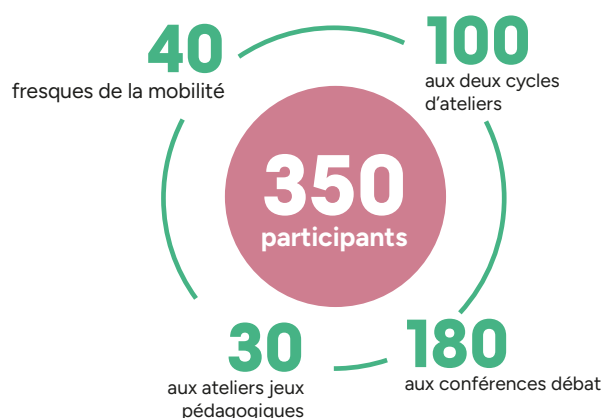 40
fresques de la mobilité
100
aux deux cycles
d'ateliers
350
participants
30
aux ateliers jeux
pédagogiques
180
aux conférences débat